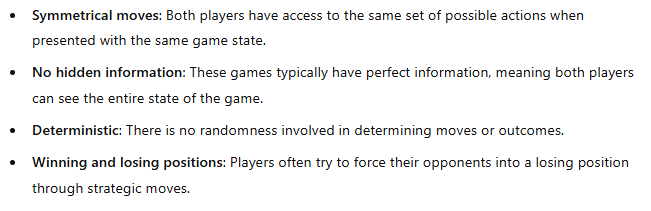 • Symmetrical moves: Both players have access to the same set of possible actions when
presented with the same game state.
• No hidden information: These games typically have perfect information, meaning both players
can see the entire state of the game.
• Deterministic: There is no randomness involved in determining moves or outcomes.
• Winning and losing positions: Players often try to force their opponents into a losing position
through strategic moves.